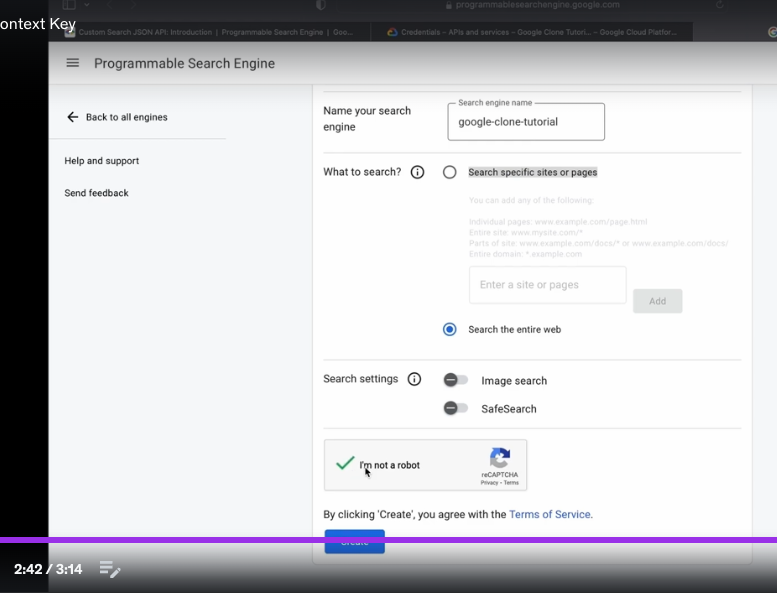 ontext Key
programmablesearchengine.google.com
Custom Search JSON API: Introduction | Programmable Search Engine | Goo...
Credentials – APIs and services – Google Clone Tutori... – Google Cloud Platfor...
Programmable Search Engine
Back to all engines
Help and support
Send feedback
Name your search
engine
Search engine name
google-clone-tutorial
What to search?
Search specific sites or pages
You can add any of the following:
Individual pages: www.example.com/page.html
Entire site: www.mysite.com/*
Parts of site: www.example.com/docs/* or www.example.com/docs/
Entire domain: *.example.com
Enter a site or pages
Add
Search the entire web
Search settings
Image search
SafeSearch
I'm not a robot
reCAPTCHA
Privacy - Terms
By clicking 'Create', you agree with the Terms of Service.
Create
2:42 / 3:14